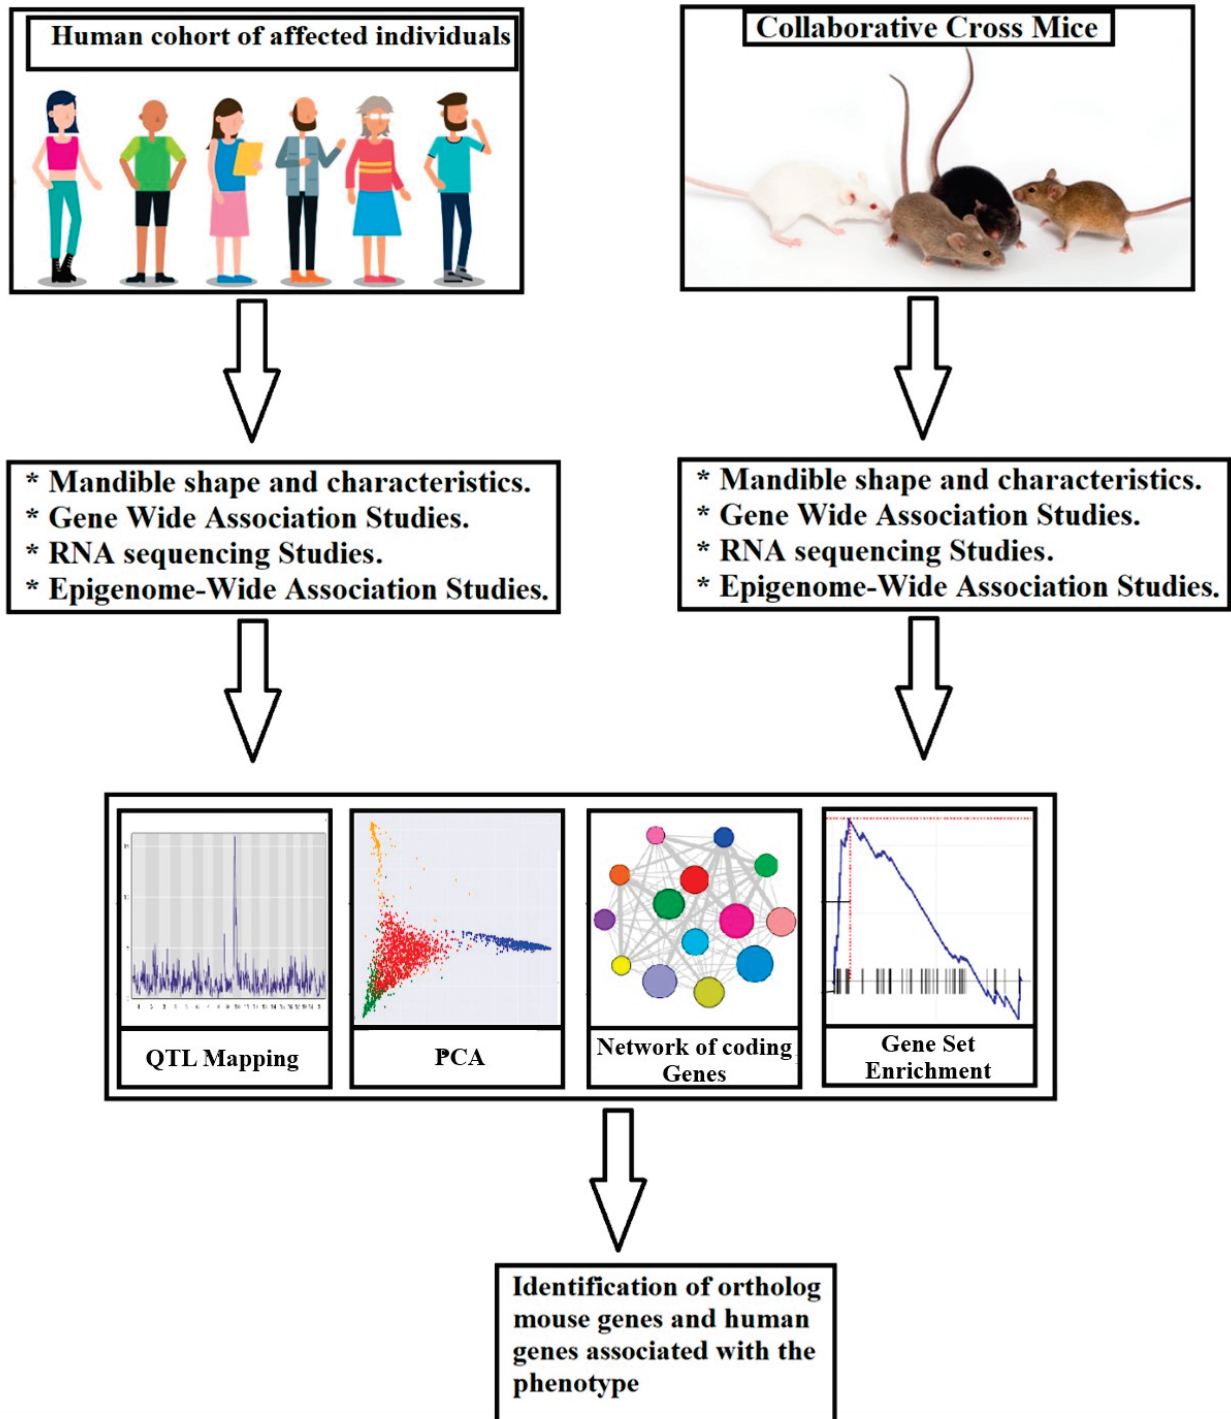 Human cohort of affected individuals
Collaborative Cross Mice
* Mandible shape and characteristics.
* Gene Wide Association Studies.
* RNA sequencing Studies.
* Epigenome-Wide Association Studies.
* Mandible shape and characteristics.
* Gene Wide Association Studies.
* RNA sequencing Studies.
* Epigenome-Wide Association Studies.
QTL Mapping
PCA
Network of coding
Genes
Gene Set
Enrichment
Identification of ortholog
mouse genes and human
genes associated with the
phenotype